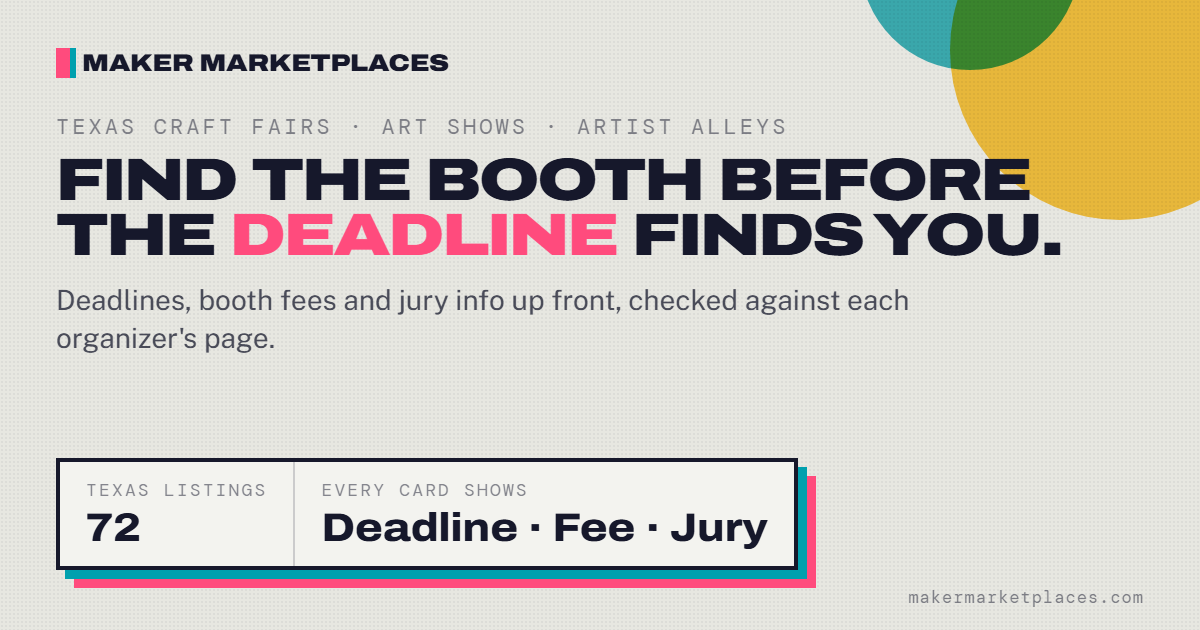 MAKER MARKETPLACES
TEXAS CRAFT FAIRS · ART SHOWS · ARTIST ALLEYS
FIND THE BOOTH BEFORE
THE DEADLINE FINDS YOU.
Deadlines, booth fees and jury info up front, checked against each
organizer's page.
TEXAS LISTINGS
72
EVERY CARD SHOWS
Deadline · Fee · Jury
makermarketplaces.com